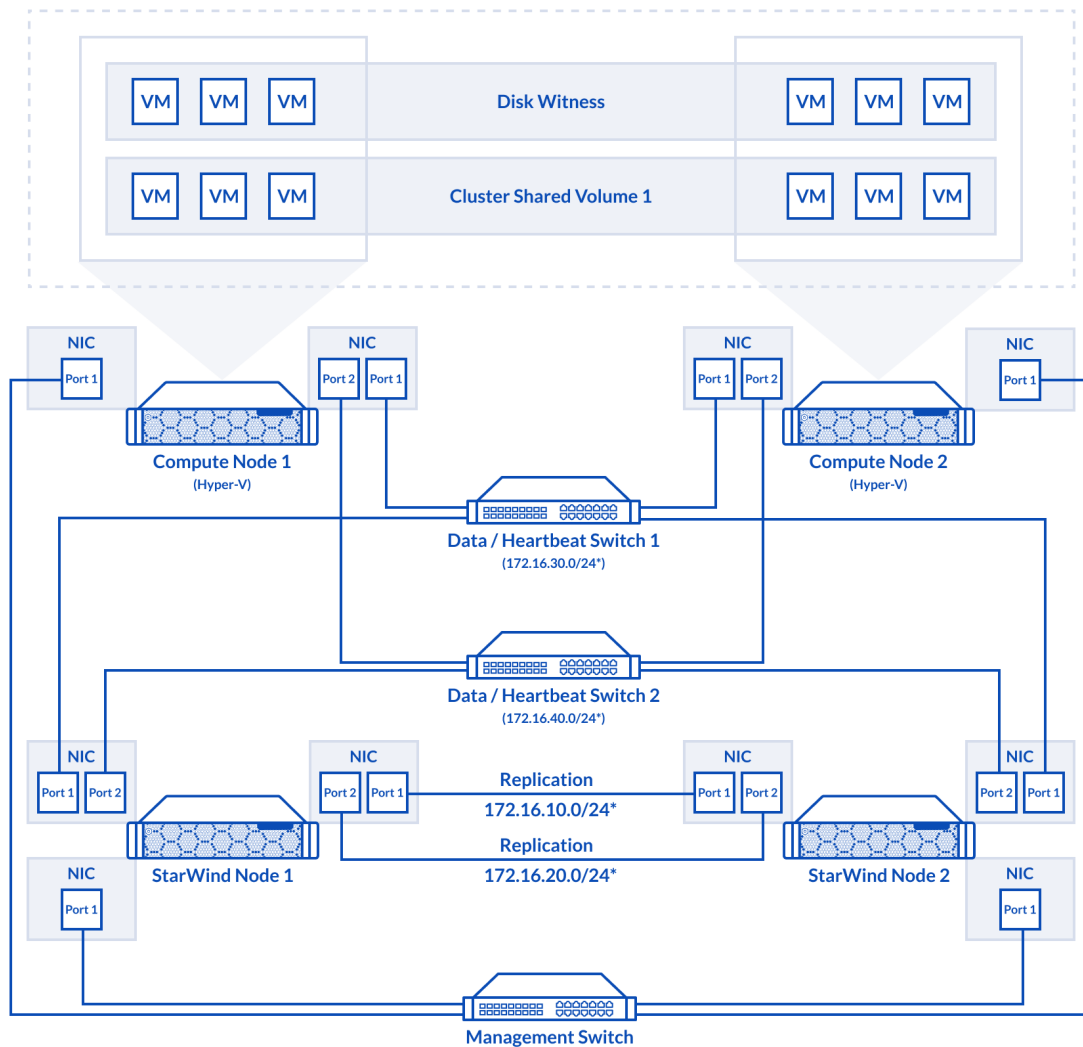 VM VM VM Disk Witness VM VM VM
VM VM VM Cluster Shared Volume 1 VM VM VM
NIC NIC NIC NIC
Port 1 Port 2 Port 1 Port 1 Port 2 Port 1
Compute Node 1 Compute Node 2
(Hyper-V) (Hyper-V)
Data / Heartbeat Switch 1
(172.16.30.0/24*)
Data / Heartbeat Switch 2
(172.16.40.0/24*)
NIC NIC NIC NIC
Port 1 Port 2 Port 2 Port 1 Replication Port 1 Port 2 Port 2 Port 1
172.16.10.0/24*
Replication
StarWind Node 1 172.16.20.0/24* StarWind Node 2
NIC NIC
Port 1 Port 1
Management Switch